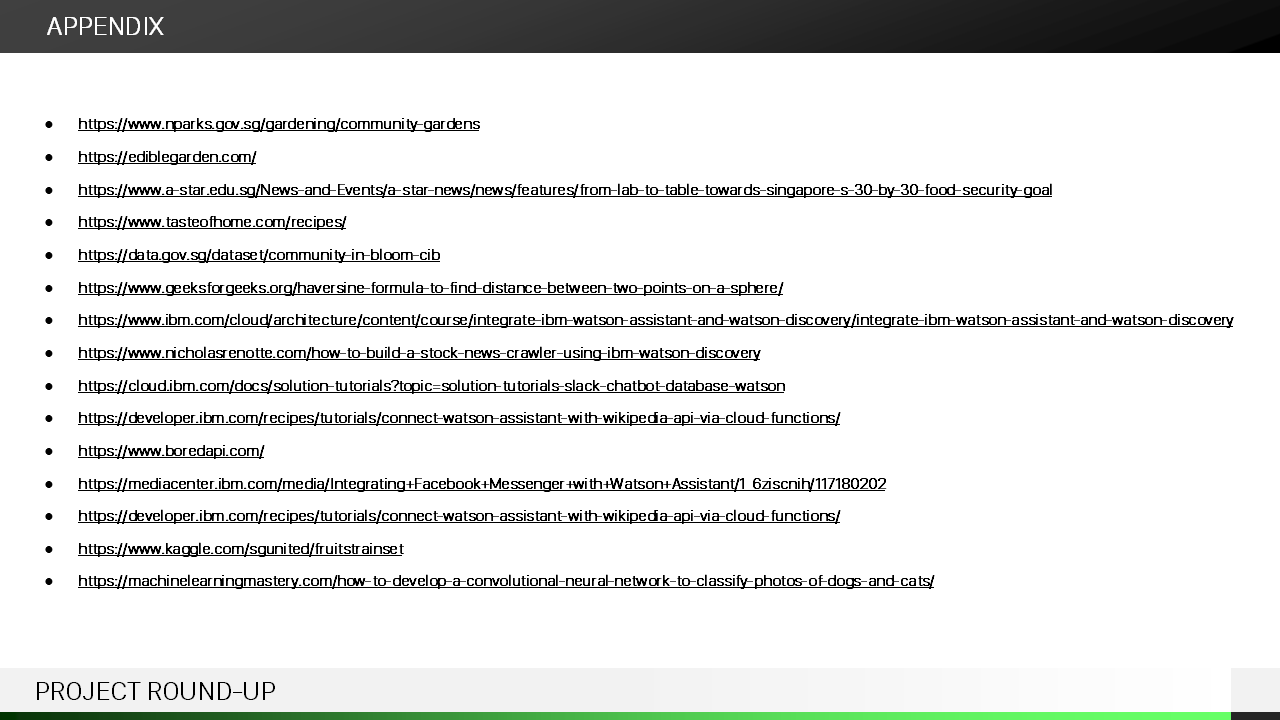 APPENDIX
● https://www.nparks.gov.sg/gardening/community-gardens
● https://ediblegarden.com/
● https://www.a-star.edu.sg/News-and-Events/a-star-news/news/features/from-lab-to-table-towards-singapore-s-30-by-30-food-security-goal
● https://www.tasteofhome.com/recipes/
● https://data.gov.sg/dataset/community-in-bloom-cib
● https://www.geeksforgeeks.org/haversine-formula-to-find-distance-between-two-points-on-a-sphere/
● https://www.ibm.com/cloud/architecture/content/course/integrate-ibm-watson-assistant-and-watson-discovery/integrate-ibm-watson-assistant-and-watson-discovery
● https://www.nicholasrenotte.com/how-to-build-a-stock-news-crawler-using-ibm-watson-discovery
● https://cloud.ibm.com/docs/solution-tutorials?topic=solution-tutorials-slack-chatbot-database-watson
● https://developer.ibm.com/recipes/tutorials/connect-watson-assistant-with-wikipedia-api-via-cloud-functions/
● https://www.boredapi.com/
● https://mediacenter.ibm.com/media/Integrating+Facebook+Messenger+with+Watson+Assistant/1_6ziscnih/117180202
● https://developer.ibm.com/recipes/tutorials/connect-watson-assistant-with-wikipedia-api-via-cloud-functions/
● https://www.kaggle.com/sgunited/fruitstrainset
● https://machinelearningmastery.com/how-to-develop-a-convolutional-neural-network-to-classify-photos-of-dogs-and-cats/
PROJECT ROUND-UP